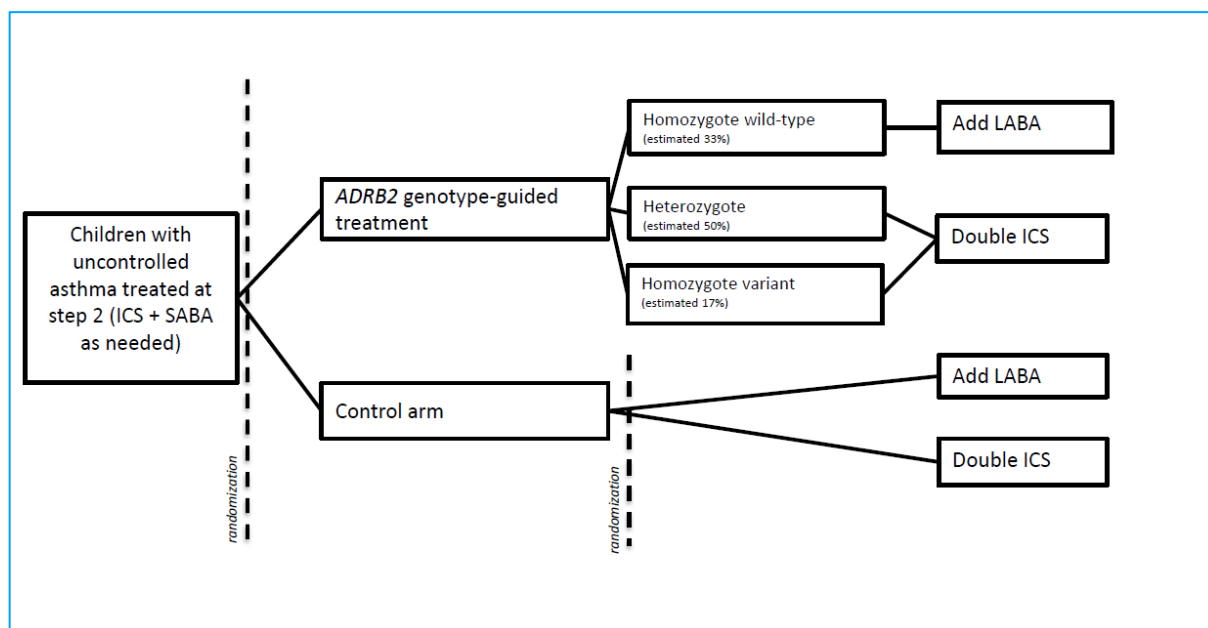 Children with
uncontrolled
asthma treated at
step 2 (ICS + SABA
as needed)
randomization
ADRB2 genotype-guided
treatment
Control arm
Homozygote wild-type
(estimated 33%)
Heterozygote
(estimated 50%)
Homozygote variant
(estimated 17%)
randomization
Add LABA
Double ICS
Add LABA
Double ICS